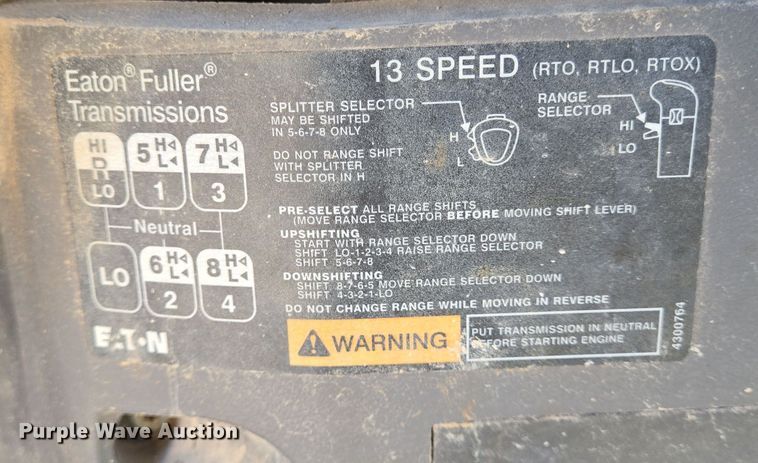 Eaton® Fuller®
Transmissions
13 SPEED (RTO, RTLO, RTOX)
SPLITTER SELECTOR
MAY BE SHIFTED
IN 5-6-7-8 ONLY
H
L
RANGE
SELECTOR
HI
LO
DO NOT RANGE SHIFT
WITH SPLITTER
SELECTOR IN H
HI
R
LO
5 H
L
1
7 H
L
3
Neutral
LO
6 H
L
2
8 H
L
4
PRE-SELECT ALL RANGE SHIFTS
(MOVE RANGE SELECTOR BEFORE MOVING SHIFT LEVER)
UPSHIFTING
START WITH RANGE SELECTOR DOWN
SHIFT LO-1-2-3-4 RAISE RANGE SELECTOR
SHIFT 5-6-7-8
DOWNSHIFTING
SHIFT 8-7-6-5 MOVE RANGE SELECTOR DOWN
SHIFT 4-3-2-1-LO
DO NOT CHANGE RANGE WHILE MOVING IN REVERSE
EATON
WARNING
PUT TRANSMISSION IN NEUTRAL
BEFORE STARTING ENGINE
4300764
Purple Wave Auction